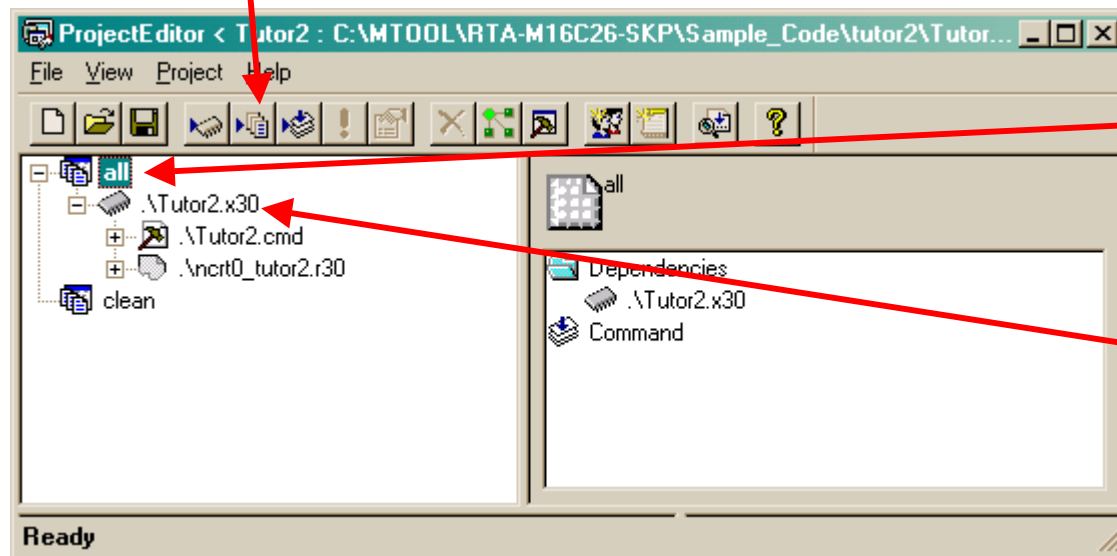 ProjectEditor < Tutor2 : C:\MTOOL\RTA-M16C26-SKP\Sample_Code\tutor2\Tutor...
File View Project Help
all
.\Tutor2.x30
.\Tutor2.cmd
.\ncrt0_tutor2.r30
clean
all
Dependencies
.\Tutor2.x30
Command
Ready